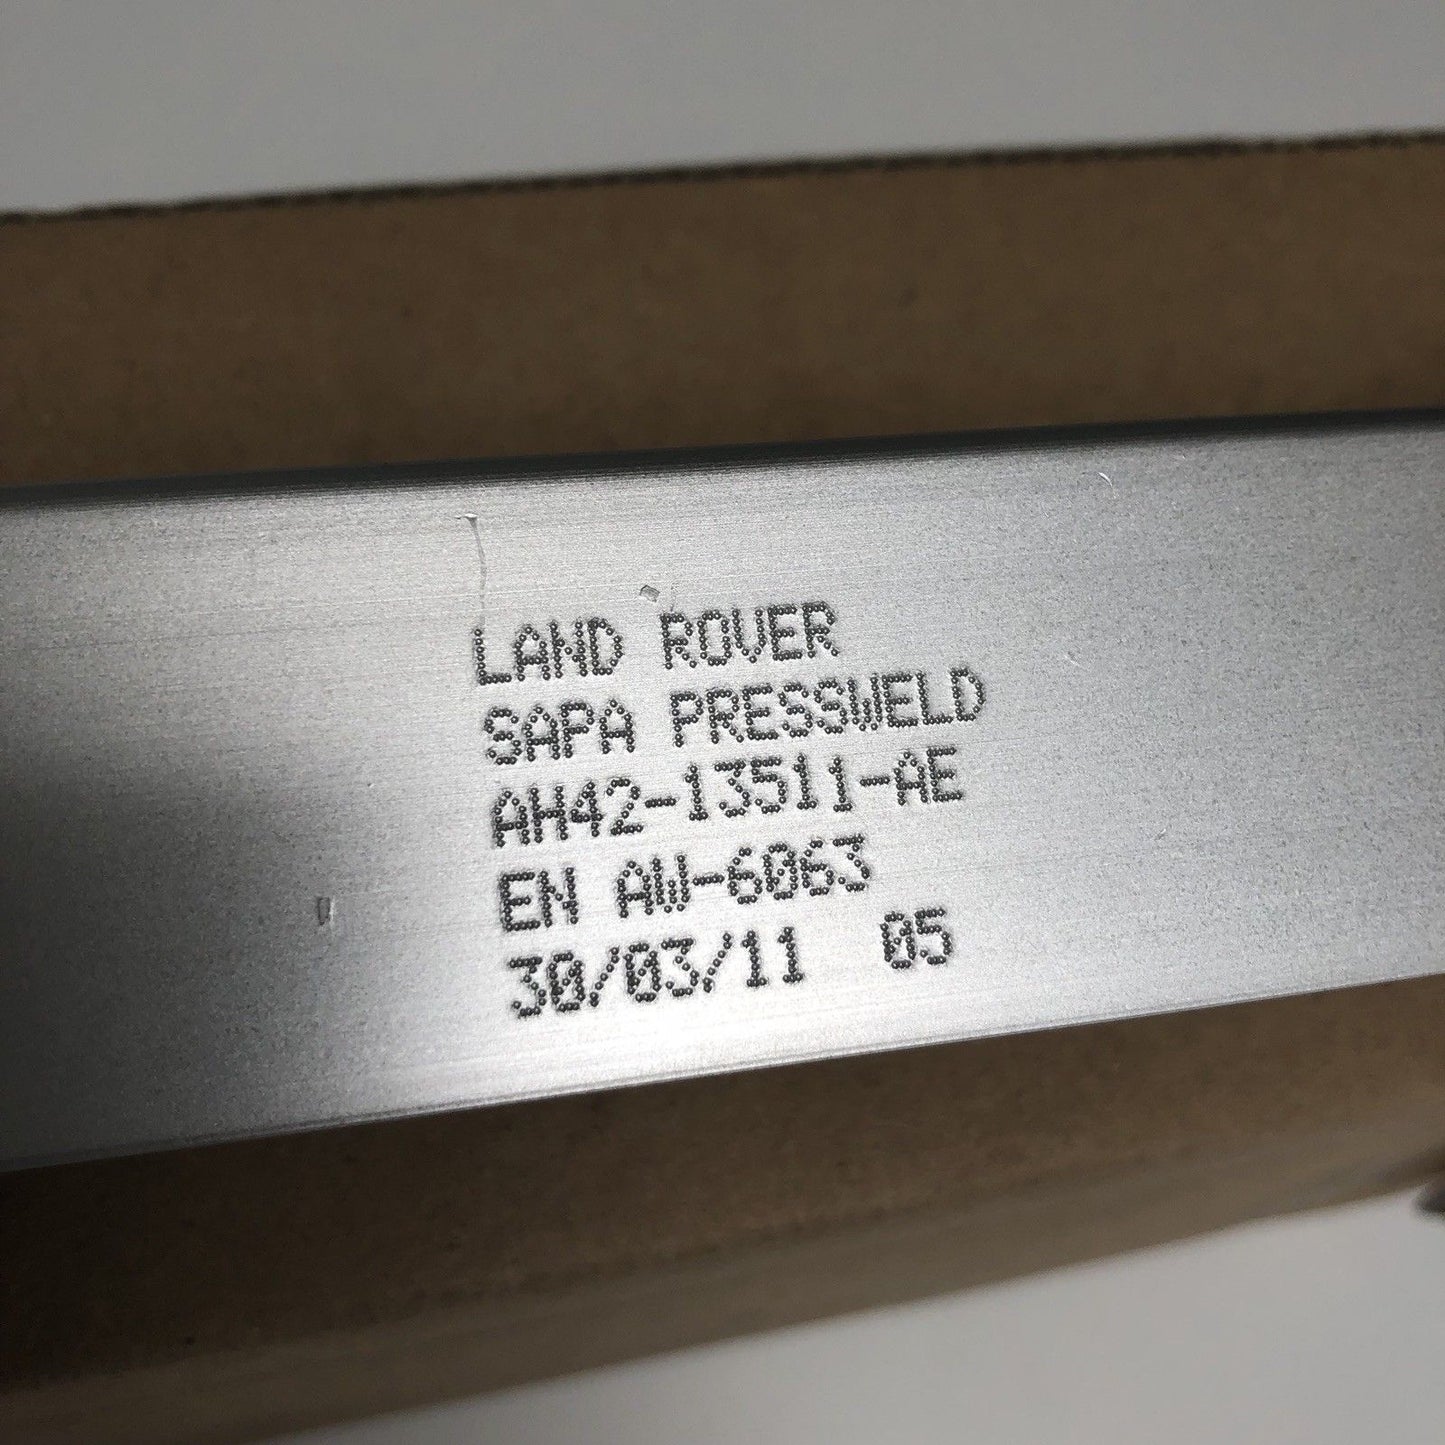 LAND ROVER
SAPA PRESSWELD
AH42-13511-AE
EN AW-6063
30/03/11 05